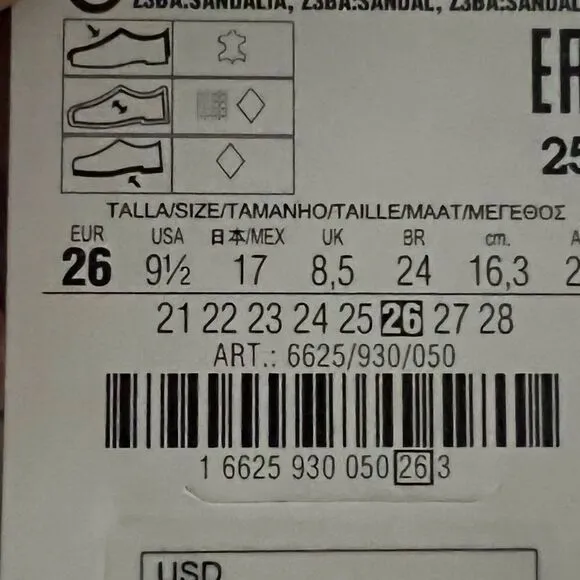 Z3BA:SANDALIA, Z3BA:SANDAL, Z3BA:SANDAL
25
TALLA/SIZE/TAMANHO/TAILLE/MAAT/ΜΕΓΕΘΟΣ
EUR USA 日本/MEX UK BR cm.
26 9½ 17 8,5 24 16,3 2
21 22 23 24 25 26 27 28
ART.: 6625/930/050
1 6625 930 050 26 3
USD